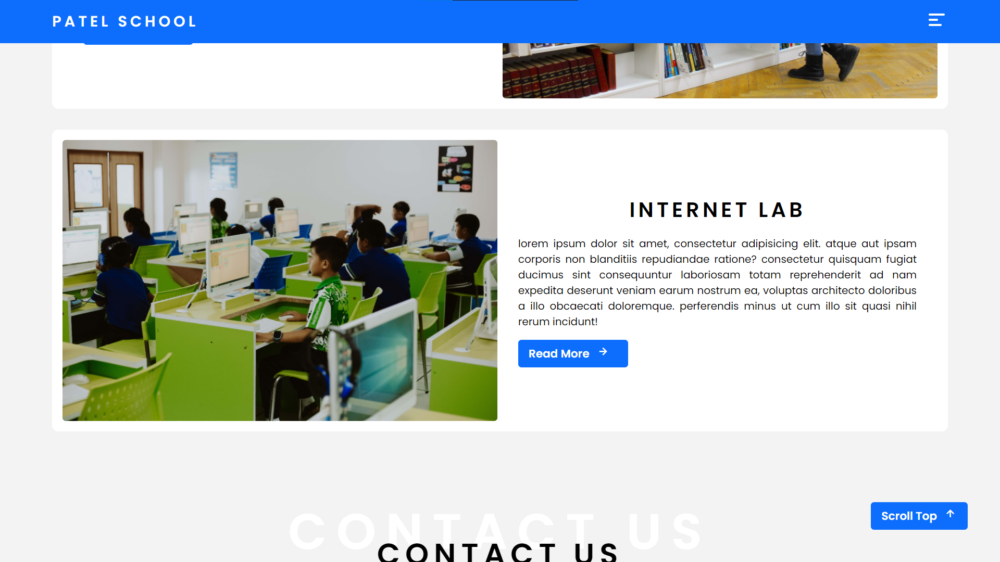 PATEL SCHOOL
INTERNET LAB
lorem ipsum dolor sit amet, consectetur adipisicing elit. atque aut ipsam
corporis non blanditiis repudiandae ratione? consectetur quisquam fugiat
ducimus sint consequuntur laboriosam totam reprehenderit ad nam
expedita deserunt veniam earum nostrum ea, voluptas architecto doloribus
a illo obcaecati doloremque. perferendis minus ut cum illo sit quasi nihil
rerum incidunt!
Read More
Scroll Top
CONTACT US
CONTACT US